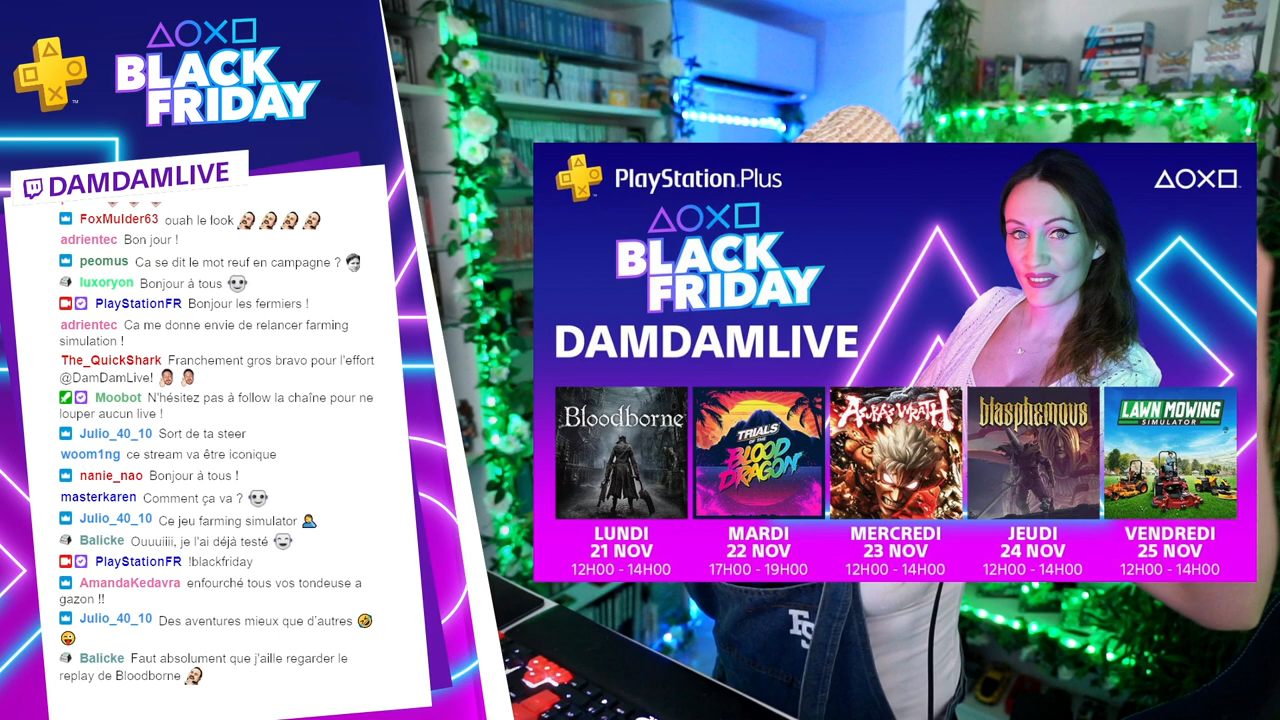 BLACK
FRIDAY
DAMDAMLIVE
FoxMulder63 ouah le look
adrientec Bon jour !
peomus Ca se dit le mot reuf en campagne ?
luxoryon Bonjour à tous
PlayStationFR Bonjour les fermiers !
adrientec Ca me donne envie de relancer farming
simulation !
The_QuickShark Franchement gros bravo pour l'effort
@DamDamLive!
Moobot N'hésitez pas à follow la chaîne pour ne
louper aucun live !
Julio_40_10 Sort de ta steer
woom1ng ce stream va être iconique
nanie_nao Bonjour à tous !
masterkaren Comment ça va ?
Julio_40_10 Ce jeu farming simulator
Balicke Ouuuiiii, je l'ai déjà testé
PlayStationFR !blackfriday
AmandaKedavra enfourché tous vos tondeuse a
gazon !!
Julio_40_10 Des aventures mieux que d'autres
Balicke Faut absolument que j'aille regarder le
replay de Bloodborne
PlayStation Plus
BLACK
FRIDAY
DAMDAMLIVE
Bloodborne
TRIALS
OF THE
BLOOD
DRAGON
ASURA'S WRATH
blasphemous
LAWN MOWING
SIMULATOR
LUNDI
21 NOV
12H00 - 14H00
MARDI
22 NOV
17H00 - 19H00
MERCREDI
23 NOV
12H00 - 14H00
JEUDI
24 NOV
12H00 - 14H00
VENDREDI
25 NOV
12H00 - 14H00
FS